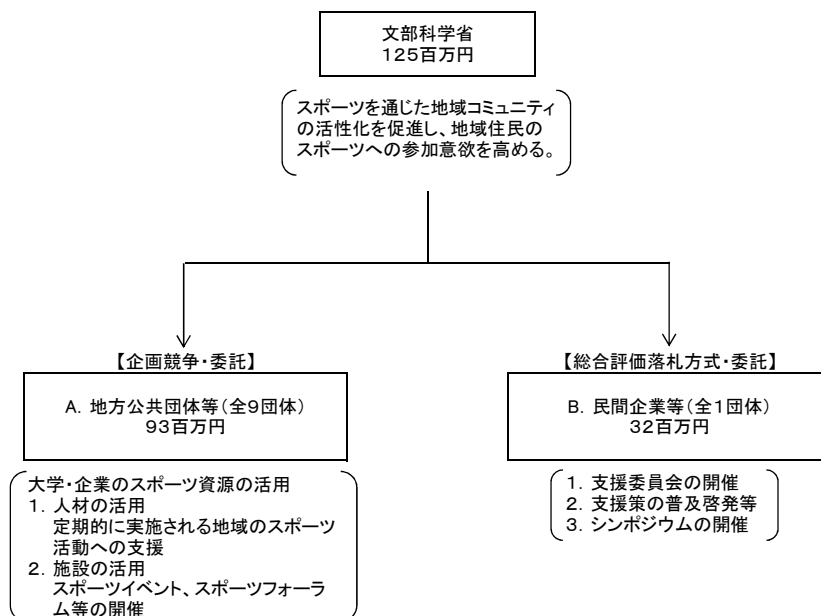 文部科学省
125百万円
スポーツを通じた地域コミュニティ
の活性化を促進し、地域住民の
スポーツへの参加意欲を高める。
【企画競争・委託】
A. 地方公共団体等(全9団体)
93百万円
大学・企業のスポーツ資源の活用
1. 人材の活用
定期的に実施される地域のスポーツ
活動への支援
2. 施設の活用
スポーツイベント、スポーツフォーラ
ム等の開催
【総合評価落札方式・委託】
B. 民間企業等(全1団体)
32百万円
1. 支援委員会の開催
2. 支援策の普及啓発等
3. シンポジウムの開催